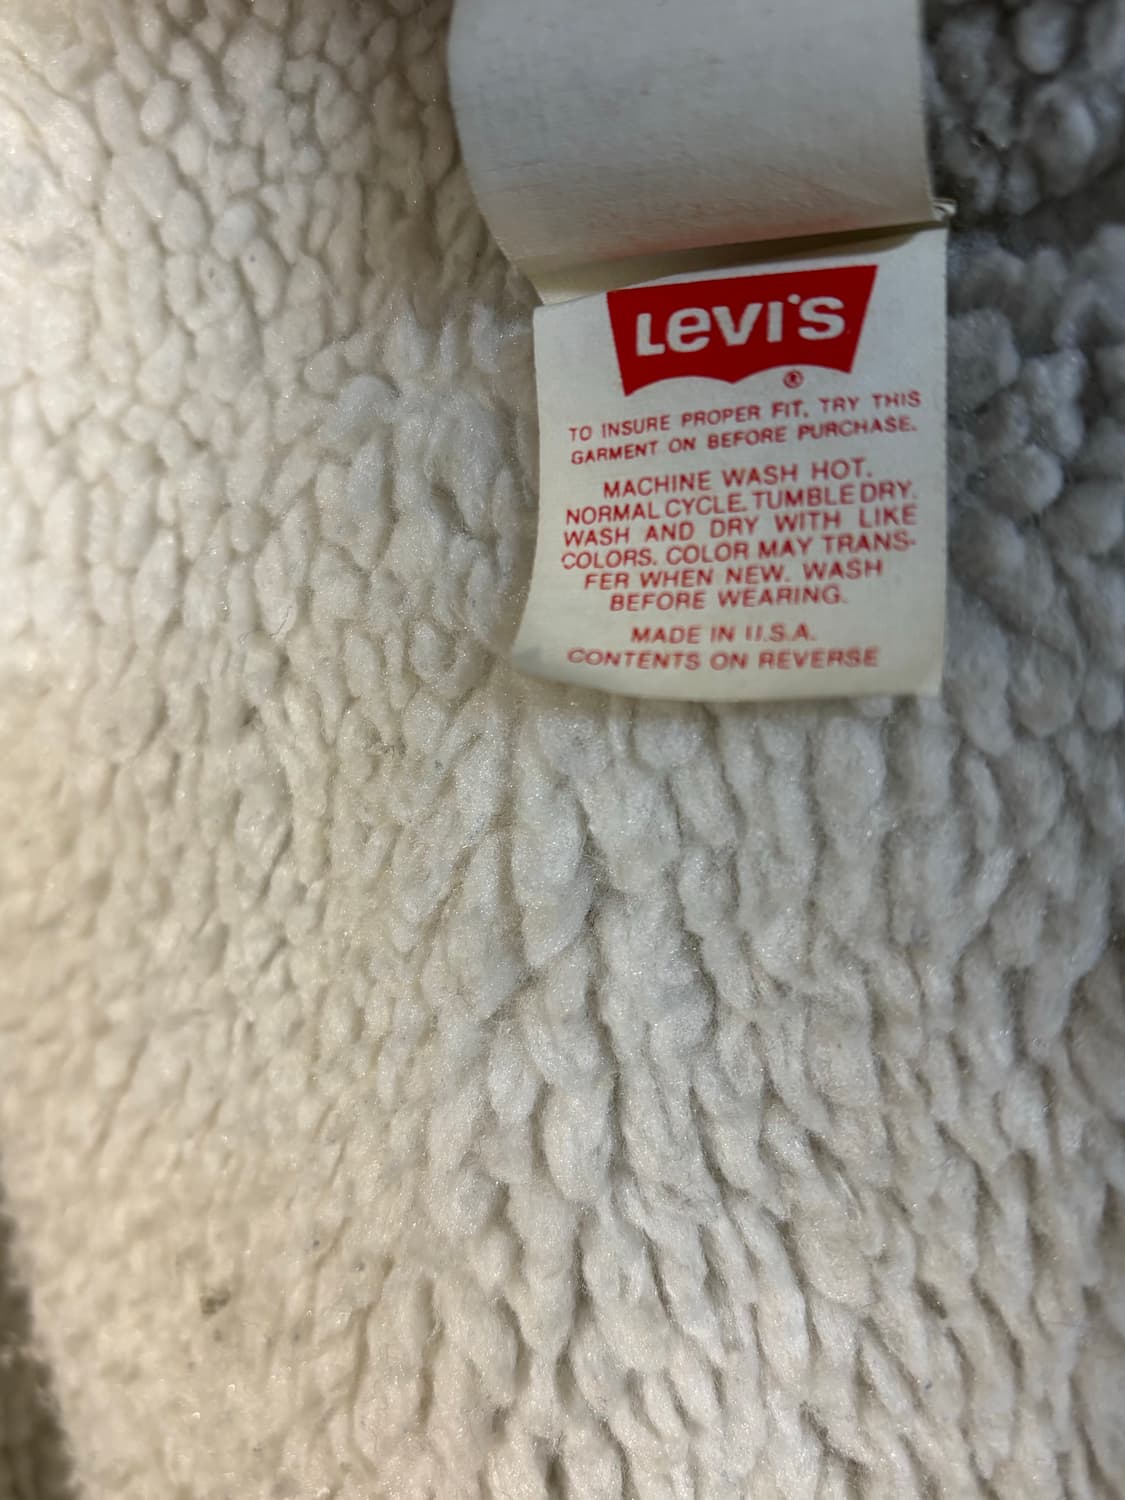 LEVI'S
®
TO INSURE PROPER FIT, TRY THIS
GARMENT ON BEFORE PURCHASE.
MACHINE WASH HOT.
NORMAL CYCLE. TUMBLE DRY.
WASH AND DRY WITH LIKE
COLORS. COLOR MAY TRANS-
FER WHEN NEW. WASH
BEFORE WEARING.
MADE IN U.S.A.
CONTENTS ON REVERSE